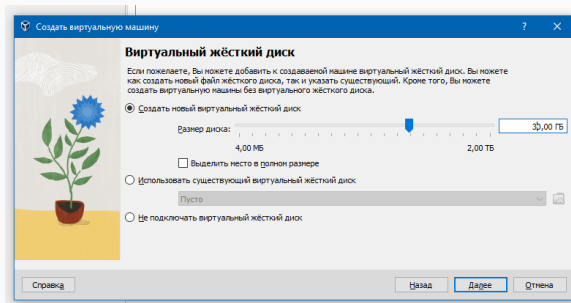 Создать виртуальную машину
Виртуальный жёсткий диск
Если пожелаете, Вы можете добавить к создаваемой машине виртуальный жёсткий диск. Вы можете
как создать новый файл жёсткого диска, так и указать существующий. Кроме того, Вы можете
создать виртуальную машины без виртуального жёсткого диска.
Создать новый виртуальный жёсткий диск
Размер диска:
30,00 ГБ
4,00 МБ
2,00 ТБ
Выделить место в полном размере
Использовать существующий виртуальный жёсткий диск
Пусто
Не подключать виртуальный жёсткий диск
Справка
Назад
Далее
Отмена